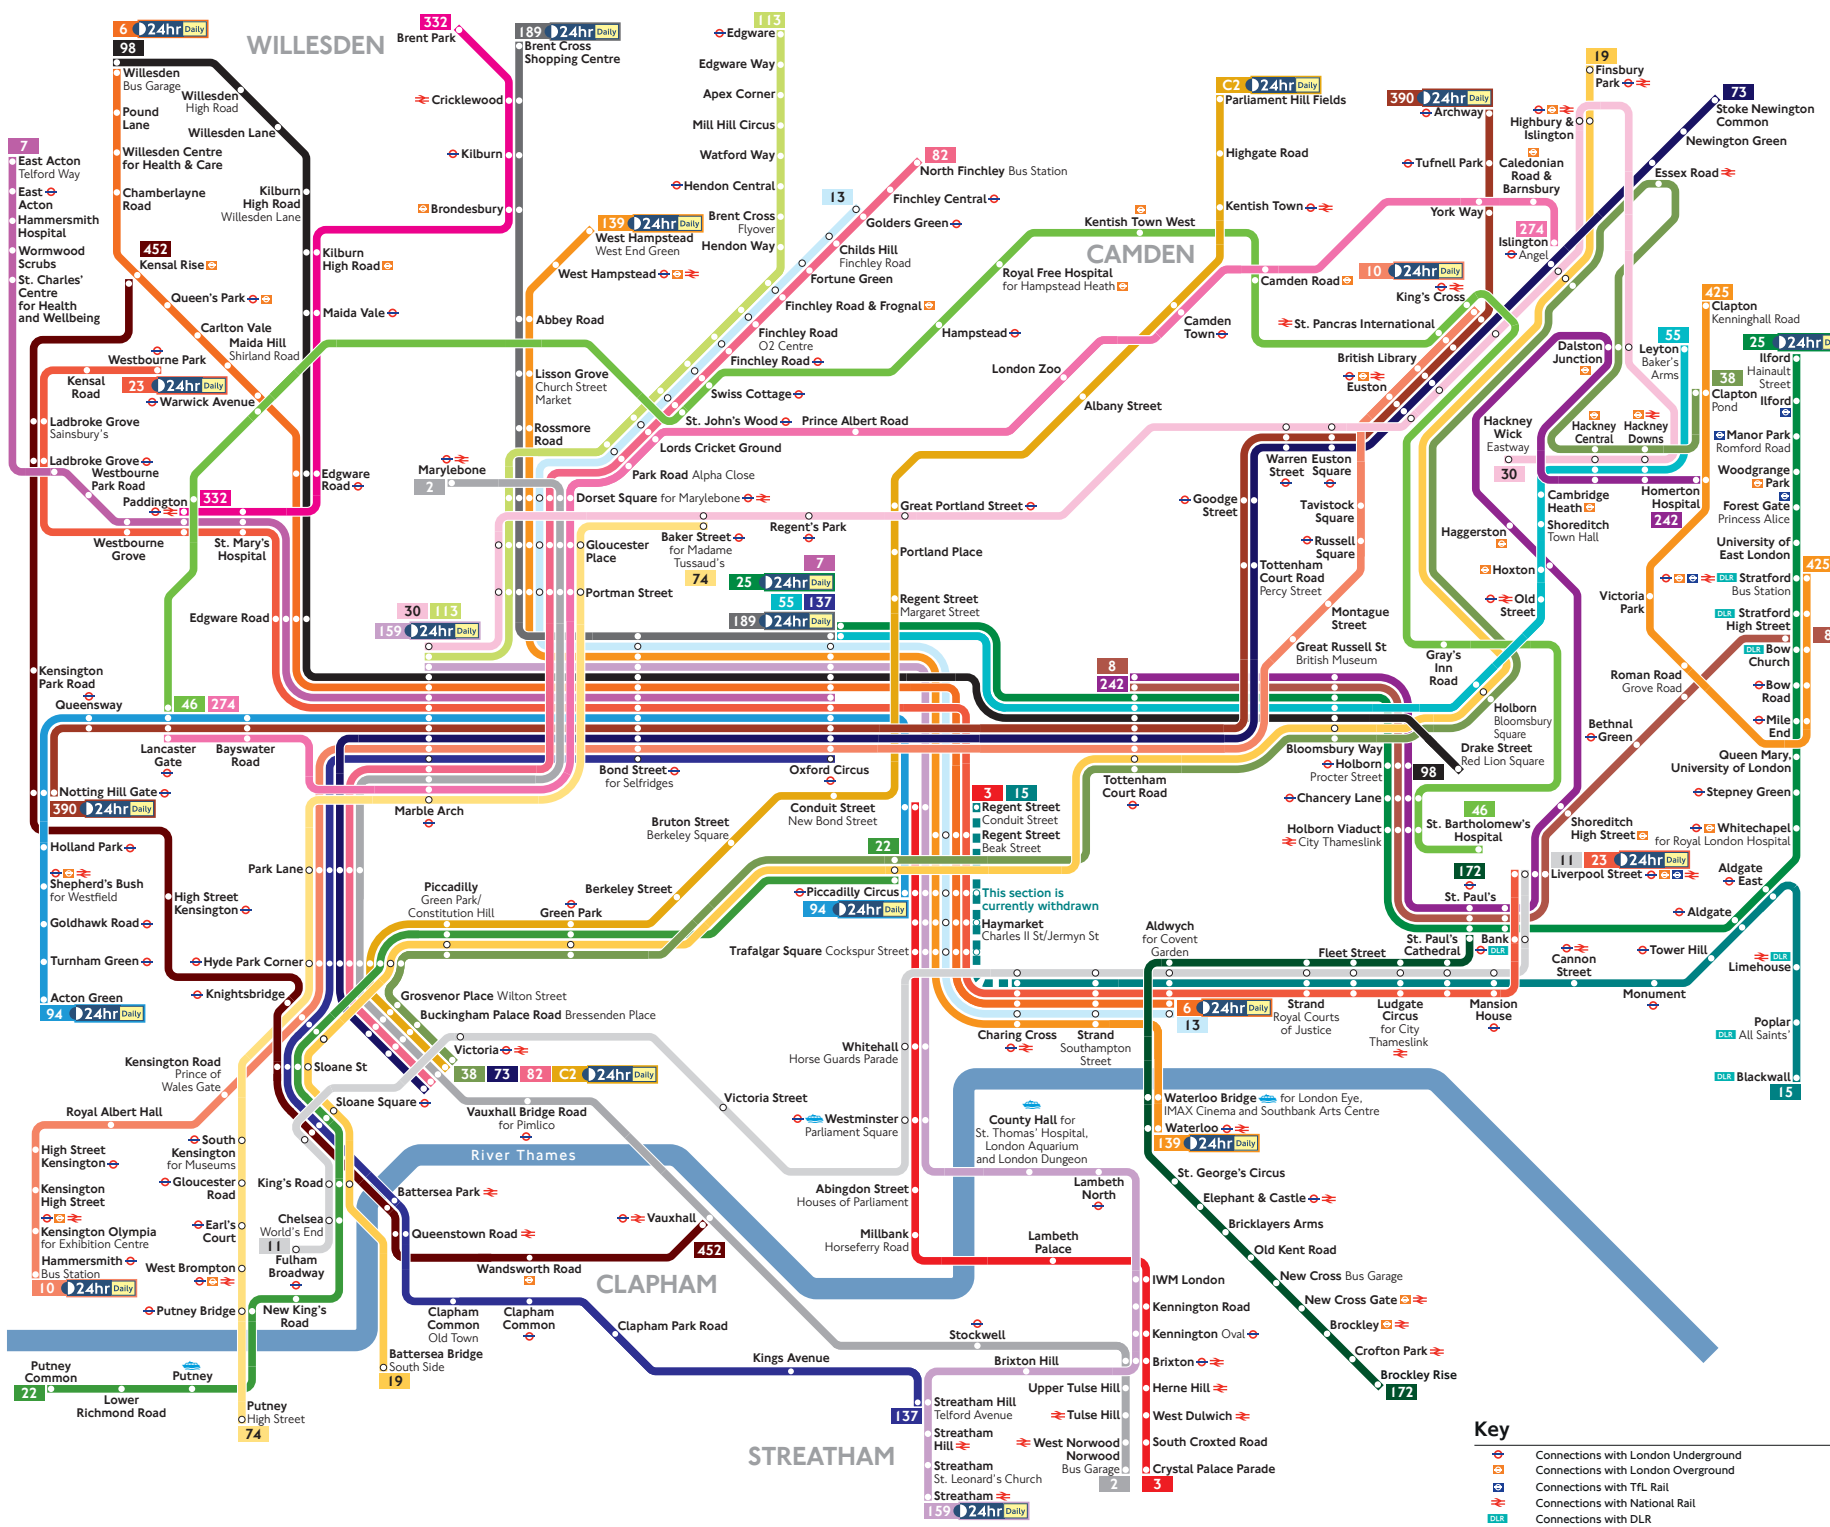 WILLESDEN
6 24hr Daily
98
Willesden
Bus Garage
Pound
Lane
Willesden Centre
for Health & Care
Chamberlayne
Road
Willesden
High Road
Willesden Lane
Kilburn
High Road
Willesden Lane
Kilburn
High Road
Maida Vale
7
East Acton
Telford Way
East
Acton
Hammersmith
Hospital
Wormwood
Scrubs
St. Charles'
Centre
for Health
and Wellbeing
452
Kensal Rise
Queen's Park
Carlton Vale
Maida Hill
Shirland Road
Westbourne Park
23 24hr Daily
Warwick Avenue
Kensal
Road
Ladbroke Grove
Sainsbury's
Ladbroke Grove
Westbourne
Park Road
Paddington
332
Edgware
Road
Westbourne
Grove
St. Mary's
Hospital
Edgware Road
332
Brent Park
Cricklewood
Kilburn
Brondesbury
189 24hr Daily
Brent Cross
Shopping Centre
139 24hr Daily
West Hampstead
West End Green
West Hampstead
Abbey Road
Lisson Grove
Church Street
Market
Rossmore
Road
Marylebone
2
113
Edgware
Edgware Way
Apex Corner
Mill Hill Circus
Watford Way
Hendon Central
Brent Cross
Flyover
Hendon Way
82
North Finchley Bus Station
Finchley Central
13
Golders Green
Childs Hill
Finchley Road
Fortune Green
Finchley Road & Frognal
Finchley Road
O2 Centre
Finchley Road
Swiss Cottage
St. John's Wood
Prince Albert Road
Lords Cricket Ground
Park Road Alpha Close
Dorset Square for Marylebone
Gloucester
Place
Portman Street
Baker Street
for Madame
Tussaud's
74
Regent's Park
Great Portland Street
Portland Place
Regent Street
Margaret Street
CAMDEN
Kentish Town West
Royal Free Hospital
for Hampstead Heath
Hampstead
C2 24hr Daily
Parliament Hill Fields
Highgate Road
Kentish Town
Camden Road
Camden
Town
London Zoo
Albany Street
390 24hr Daily
Archway
Tufnell Park
York Way
Caledonian
Road &
Barnsbury
274
Islington
Angel
10 24hr Daily
King's Cross
St. Pancras International
British Library
Euston
19
Finsbury
Park
Highbury &
Islington
73
Stoke Newington
Common
Newington Green
Essex Road
Dalston
Junction
55
Leyton
Baker's
Arms
425
Clapton
Kenninghall Road
38
Clapton
Pond
Hackney
Wick
Eastway
30
Hackney
Central
Hackney
Downs
Homerton
Hospital
242
Cambridge
Heath
Shoreditch
Town Hall
Haggerston
Hoxton
Old
Street
25 24hr D
Ilford
Hainault
Street
Ilford
Manor Park
Romford Road
Woodgrange
Park
Forest Gate
Princess Alice
University of
East London
425
Stratford
Bus Station
Stratford
High Street
8
Bow
Church
Bow
Road
Mile
End
Queen Mary,
University of London
Stepney Green
Whitechapel
for Royal London Hospital
Aldgate
East
Aldgate
Tower Hill
Limehouse
Poplar
All Saints'
Blackwall
15
Victoria
Park
Roman Road
Grove Road
Bethnal
Green
Shoreditch
High Street
Warren
Street
Euston
Square
Goodge
Street
Tavistock
Square
Russell
Square
Tottenham
Court Road
Percy Street
Montague
Street
Great Russell St
British Museum
Gray's
Inn
Road
Holborn
Bloomsbury
Square
Drake Street
Red Lion Square
98
Bloomsbury Way
Holborn
Procter Street
Chancery Lane
Holborn Viaduct
City Thameslink
46
St. Bartholomew's
Hospital
172
St. Paul's
11 23 24hr Daily
Liverpool Street
St. Paul's
Cathedral
Bank
Cannon
Street
Monument
Mansion
House
Ludgate
Circus
for City
Thameslink
Fleet Street
Strand
Royal Courts
of Justice
Aldwych
for Covent
Garden
8
242
Tottenham
Court Road
7
25 24hr Daily
55 137
189 24hr Daily
30 113
159 24hr Daily
Marble Arch
Bond Street
for Selfridges
Oxford Circus
Conduit Street
New Bond Street
3 15
Regent Street
Conduit Street
Regent Street
Beak Street
22
Piccadilly Circus
94 24hr Daily
This section is
currently withdrawn
Haymarket
Charles II St/Jermyn St
Trafalgar Square Cockspur Street
Bruton Street
Berkeley Square
Berkeley Street
Green Park
Piccadilly
Green Park/
Constitution Hill
Park Lane
Hyde Park Corner
Knightsbridge
Kensington
Park Road
Queensway
46 274
Lancaster
Gate
Bayswater
Road
Notting Hill Gate
390 24hr Daily
Holland Park
Shepherd's Bush
for Westfield
Goldhawk Road
Turnham Green
Acton Green
94 24hr Daily
High Street
Kensington
Grosvenor Place Wilton Street
Buckingham Palace Road Bressenden Place
Victoria
38 73 82 C2 24hr Daily
Sloane St
Sloane Square
Vauxhall Bridge Road
for Pimlico
Victoria Street
Whitehall
Horse Guards Parade
Westminster
Parliament Square
Charing Cross
Strand
Southampton
Street
6 24hr Daily
13
Kensington Road
Prince of
Wales Gate
Royal Albert Hall
High Street
Kensington
Kensington
High Street
Kensington Olympia
for Exhibition Centre
Hammersmith
Bus Station
10 24hr Daily
South
Kensington
for Museums
Gloucester
Road
Earl's
Court
West Brompton
Putney Bridge
King's Road
Chelsea
World's End
11
Fulham
Broadway
New King's
Road
Putney
Common
22
Lower
Richmond Road
Putney
Putney
High Street
74
Battersea Bridge
South Side
19
River Thames
Battersea Park
Queenstown Road
Wandsworth Road
Vauxhall
452
CLAPHAM
Clapham
Common
Old Town
Clapham
Common
Clapham Park Road
Kings Avenue
137
STREATHAM
Streatham Hill
Telford Avenue
Streatham
Hill
Streatham
St. Leonard's Church
Streatham
159 24hr Daily
Stockwell
Brixton Hill
Upper Tulse Hill
Tulse Hill
West Norwood
Norwood
Bus Garage
2
County Hall for
St. Thomas' Hospital,
London Aquarium
and London Dungeon
Lambeth
North
Abingdon Street
Houses of Parliament
Millbank
Horseferry Road
Lambeth
Palace
IWM London
Kennington Road
Kennington Oval
Brixton
Herne Hill
West Dulwich
South Croxted Road
Crystal Palace Parade
3
Waterloo Bridge for London Eye,
IMAX Cinema and Southbank Arts Centre
Waterloo
139 24hr Daily
St. George's Circus
Elephant & Castle
Bricklayers Arms
Old Kent Road
New Cross Bus Garage
New Cross Gate
Brockley
Crofton Park
Brockley Rise
172
Key
Connections with London Underground
Connections with London Overground
Connections with TfL Rail
Connections with National Rail
DLR Connections with DLR